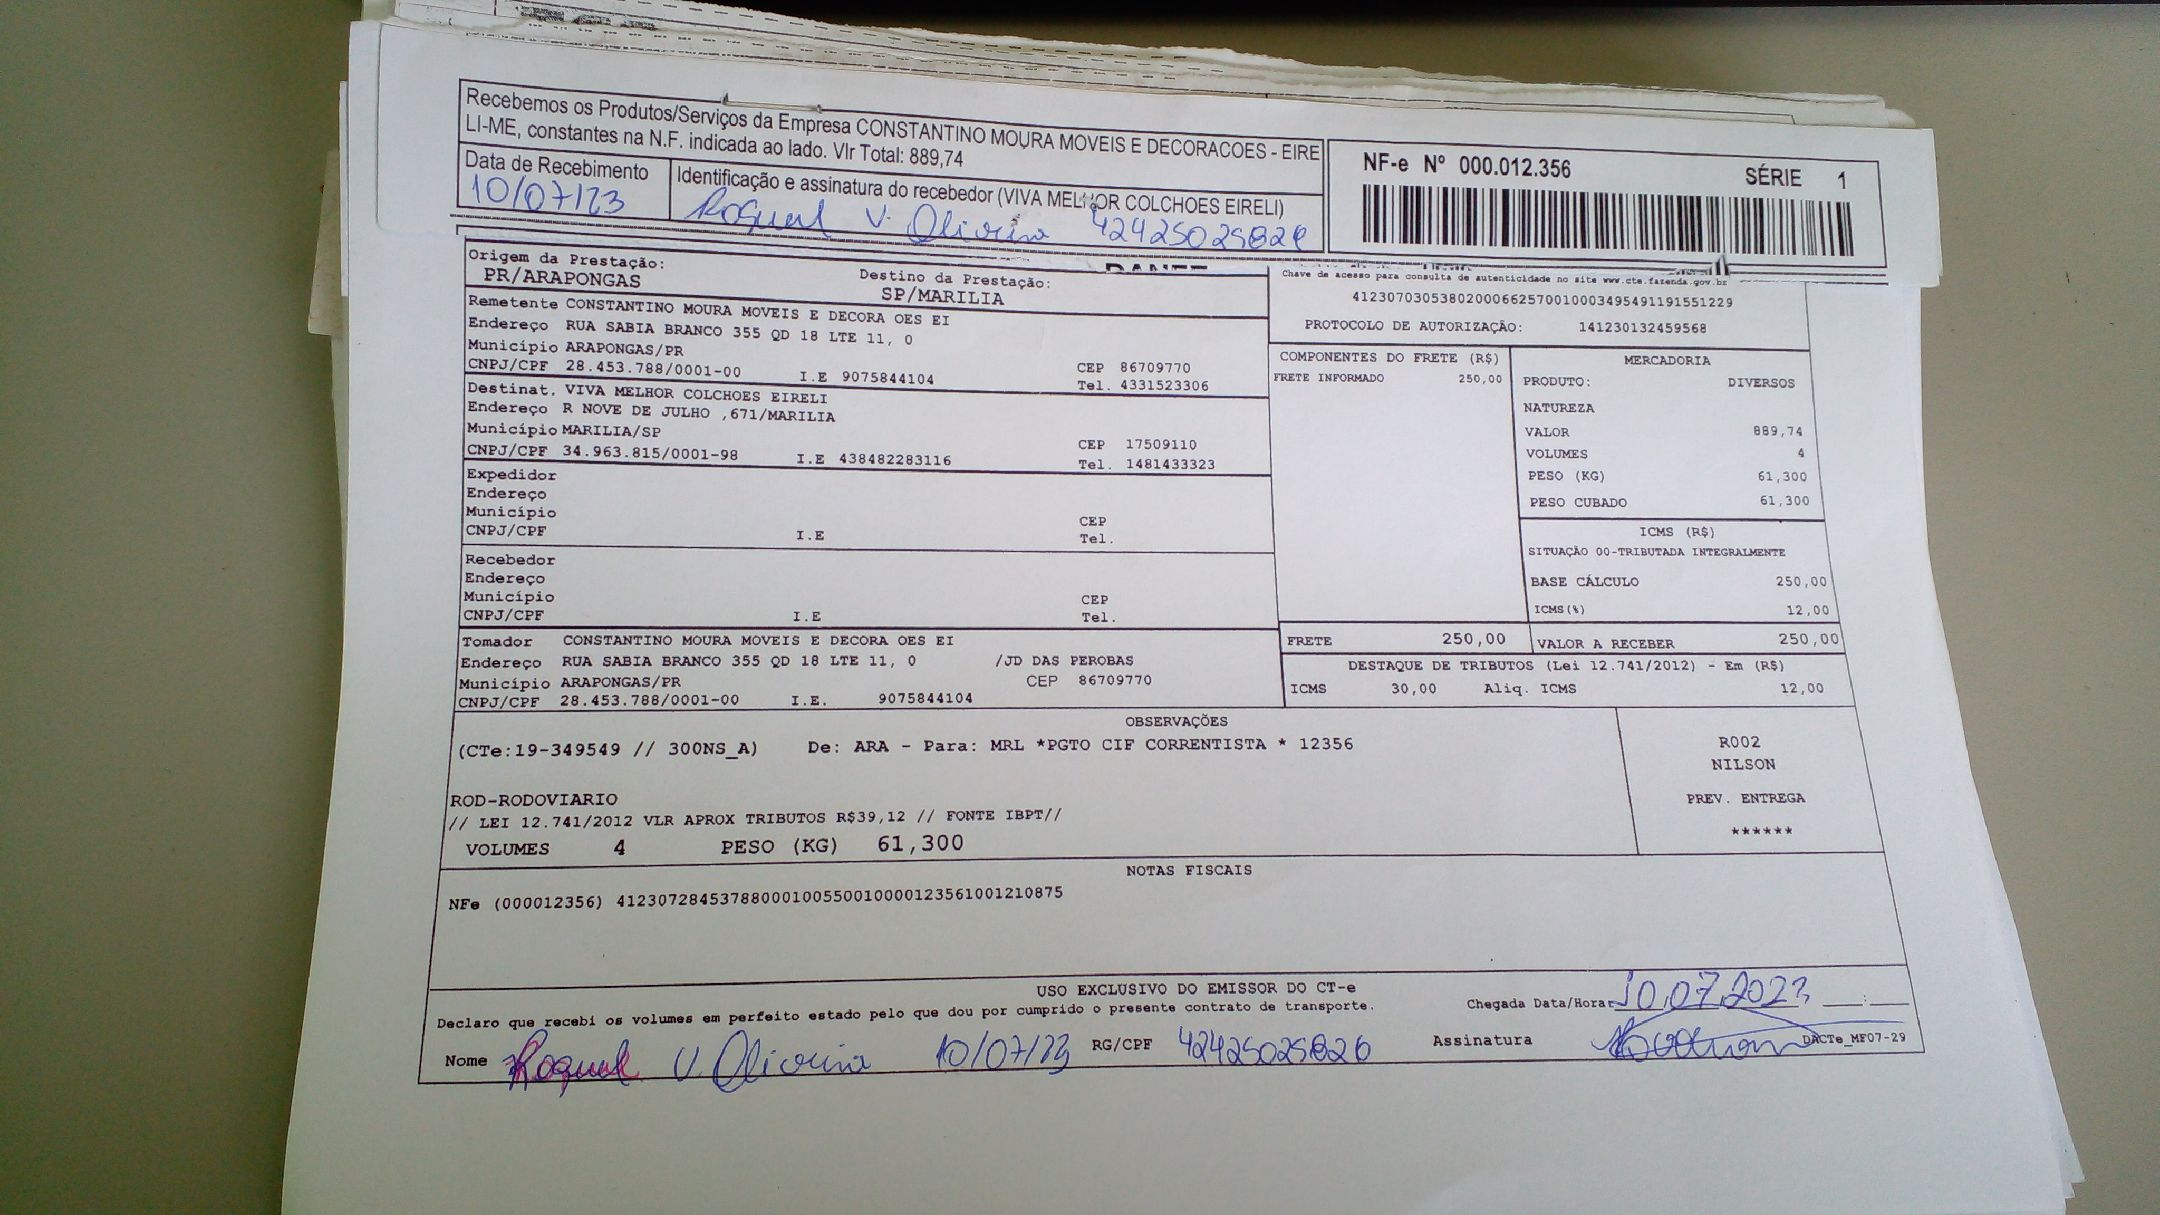 Recebemos os Produtos/Serviços da Empresa CONSTANTINO MOURA MOVEIS E DECORACOES - EIRE
LI-ME, constantes na N.F. indicada ao lado. Vlr Total: 889,74
Data de Recebimento
10/07/23
Identificação e assinatura do recebedor (VIVA MELHOR COLCHOES EIRELI)
V. Oliveira
NF-e Nº 000.012.356 SÉRIE 1
Origem da Prestação:
PR/ARAPONGAS
Destino da Prestação:
SP/MARILIA
Chave de acesso para consulta de autenticidade no site www.cte.fazenda.gov.br
41230703053802000662570010003495491191551229
PROTOCOLO DE AUTORIZAÇÃO: 141230132459568
Remetente CONSTANTINO MOURA MOVEIS E DECORA OES EI
Endereço RUA SABIA BRANCO 355 QD 18 LTE 11, 0
Município ARAPONGAS/PR CEP 86709770
CNPJ/CPF 28.453.788/0001-00 I.E 9075844104 Tel. 4331523306
Destinat. VIVA MELHOR COLCHOES EIRELI
Endereço R NOVE DE JULHO ,671/MARILIA
Município MARILIA/SP CEP 17509110
CNPJ/CPF 34.963.815/0001-98 I.E 438482283116 Tel. 1481433323
Expedidor
Endereço
Município CEP
CNPJ/CPF I.E Tel.
Recebedor
Endereço
Município CEP
CNPJ/CPF I.E Tel.
Tomador CONSTANTINO MOURA MOVEIS E DECORA OES EI
Endereço RUA SABIA BRANCO 355 QD 18 LTE 11, 0 /JD DAS PEROBAS
Município ARAPONGAS/PR CEP 86709770
CNPJ/CPF 28.453.788/0001-00 I.E. 9075844104
COMPONENTES DO FRETE (R$)
FRETE INFORMADO 250,00
MERCADORIA
PRODUTO: DIVERSOS
NATUREZA
VALOR 889,74
VOLUMES 4
PESO (KG) 61,300
PESO CUBADO 61,300
ICMS (R$)
SITUAÇÃO 00-TRIBUTADA INTEGRALMENTE
BASE CÁLCULO 250,00
ICMS(%) 12,00
FRETE 250,00 VALOR A RECEBER 250,00
DESTAQUE DE TRIBUTOS (Lei 12.741/2012) - Em (R$)
ICMS 30,00 Aliq. ICMS 12,00
OBSERVAÇÕES
(CTe:19-349549 // 300NS_A) De: ARA - Para: MRL *PGTO CIF CORRENTISTA * 12356
ROD-RODOVIARIO
// LEI 12.741/2012 VLR APROX TRIBUTOS R$39,12 // FONTE IBPT//
VOLUMES 4 PESO (KG) 61,300
R002
NILSON
PREV. ENTREGA
******
NOTAS FISCAIS
NFe (000012356) 41230728453788000100550010000123561001210875
USO EXCLUSIVO DO EMISSOR DO CT-e
Declaro que recebi os volumes em perfeito estado pelo que dou por cumprido o presente contrato de transporte.
Chegada Data/Hora: 10.07.2023 __:__
Nome V. Oliveira 10/07/23 RG/CPF Assinatura
DACTe_MF07-29